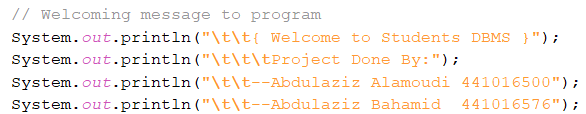 // Welcoming message to program
System.out.println("\t\t{ Welcome to Students DBMS }");
System.out.println("\t\t\tProject Done By:");
System.out.println("\t\t--Abdulaziz Alamoudi 441016500");
System.out.println("\t\t--Abdulaziz Bahamid  441016576");